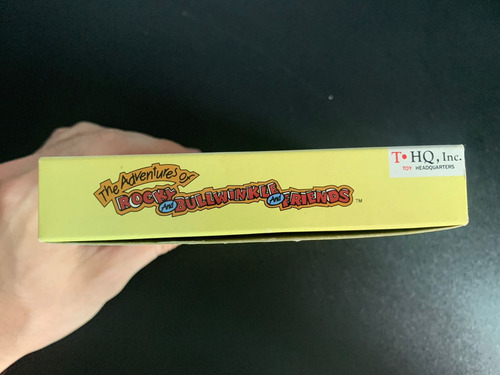 The Adventures of
ROCKY AND BULLWINKLE AND FRIENDS ™
T•HQ, Inc.
TOY HEADQUARTERS